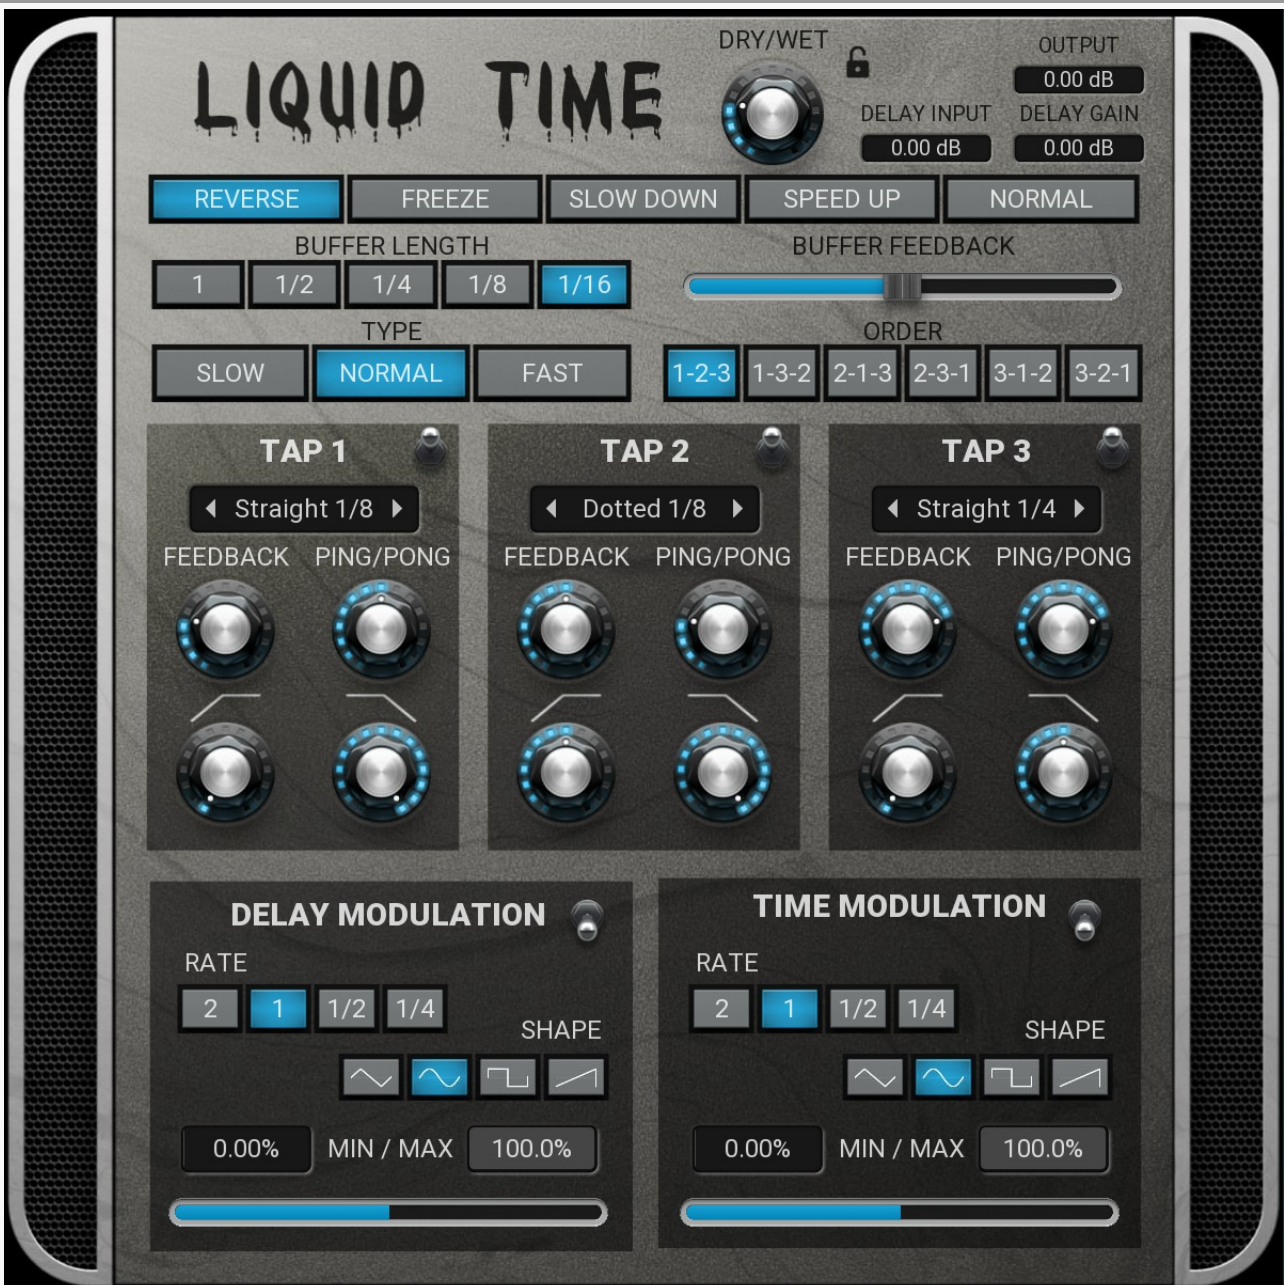 LIQUID TIME
DRY/WET
OUTPUT
0.00 dB
DELAY INPUT
DELAY GAIN
0.00 dB
0.00 dB
REVERSE
FREEZE
SLOW DOWN
SPEED UP
NORMAL
BUFFER LENGTH
BUFFER FEEDBACK
1
1/2
1/4
1/8
1/16
TYPE
ORDER
SLOW
NORMAL
FAST
1-2-3
1-3-2
2-1-3
2-3-1
3-1-2
3-2-1
TAP 1
Straight 1/8
FEEDBACK
PING/PONG
TAP 2
Dotted 1/8
FEEDBACK
PING/PONG
TAP 3
Straight 1/4
FEEDBACK
PING/PONG
DELAY MODULATION
RATE
2
1
1/2
1/4
SHAPE
0.00%
MIN / MAX
100.0%
TIME MODULATION
RATE
2
1
1/2
1/4
SHAPE
0.00%
MIN / MAX
100.0%